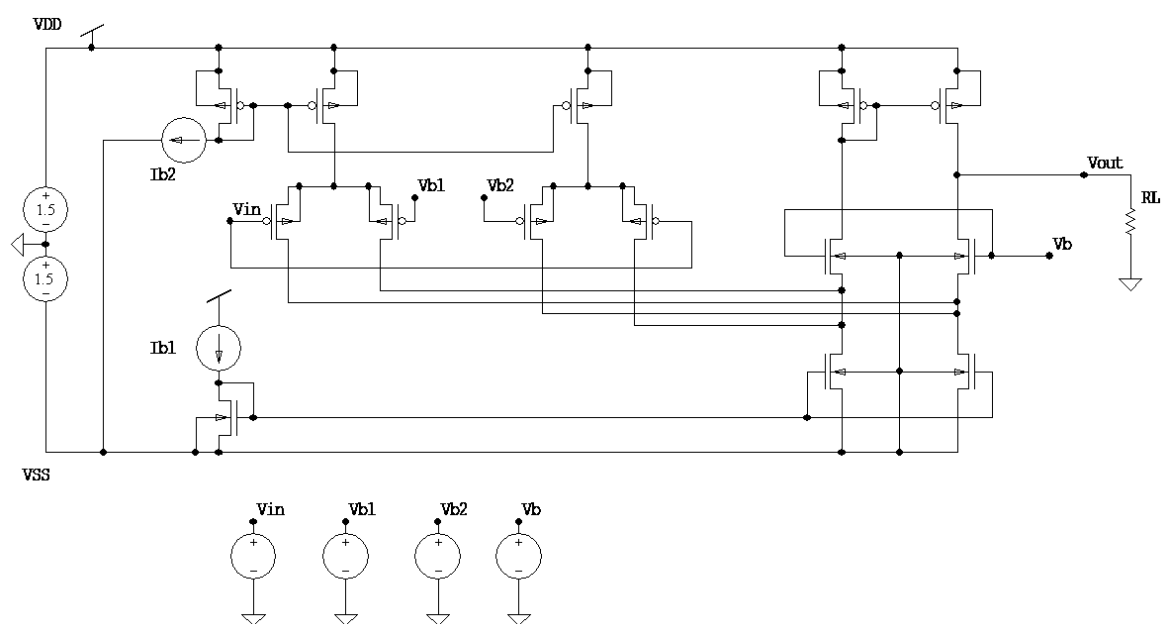 VDD
Ib2
Vb1
Vb2
Vin
Vout
RL
+
1.5
−
+
1.5
−
Vb
Ib1
VSS
Vin
Vb1
Vb2
Vb
+
−
+
−
+
−
+
−